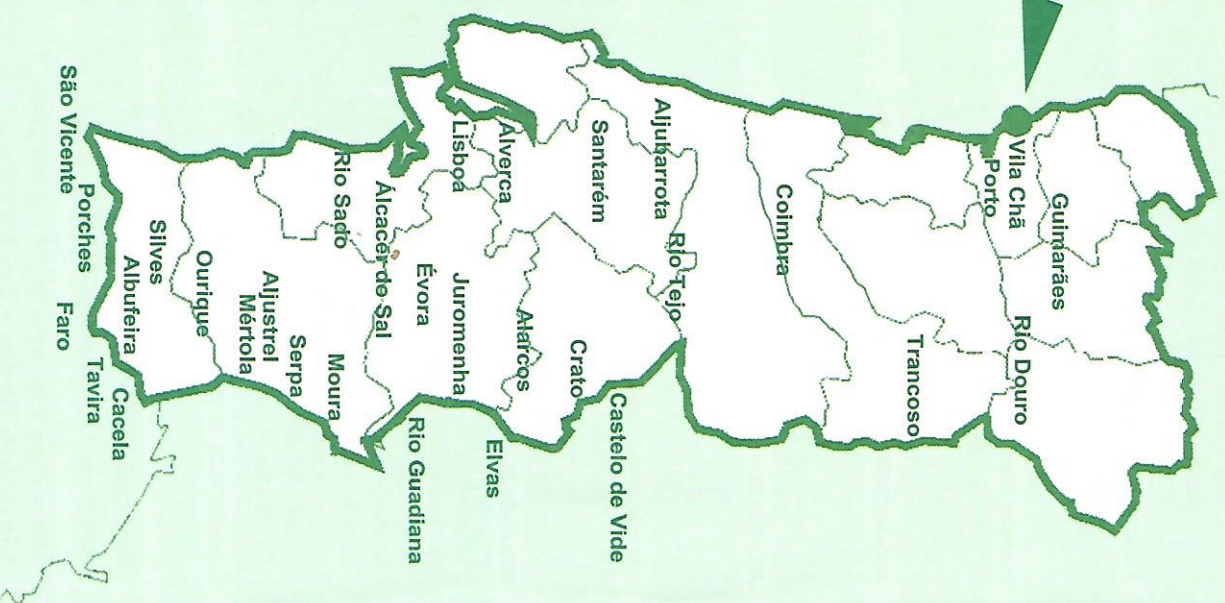 Guimarães
Vila Chã
Porto
Rio Douro
Trancoso
Coimbra
Aljubarrota
Rio Tejo
Santarém
Castelo de Vide
Crato
Álverca
Alarcos
Elvas
Lisboa
Juromenha
Évora
Rio Guadiana
Álcacer do Sal
Rio Sado
Moura
Serpa
Aljustrel
Mértola
Ourique
Silves
Albufeira
Cacela
Tavira
Porches
São Vicente
Faro